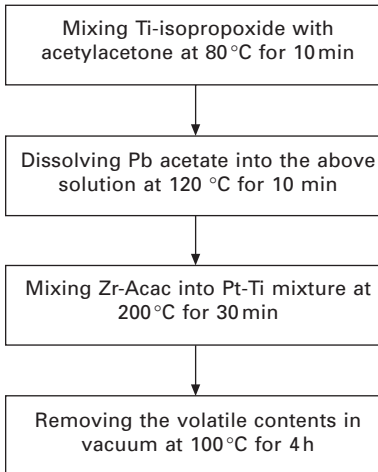 Mixing Ti-isopropoxide with
acetylacetone at 80°C for 10 min
Dissolving Pb acetate into the above
solution at 120 °C for 10 min
Mixing Zr-Acac into Pt-Ti mixture at
200°C for 30 min
Removing the volatile contents in
vacuum at 100°C for 4 h